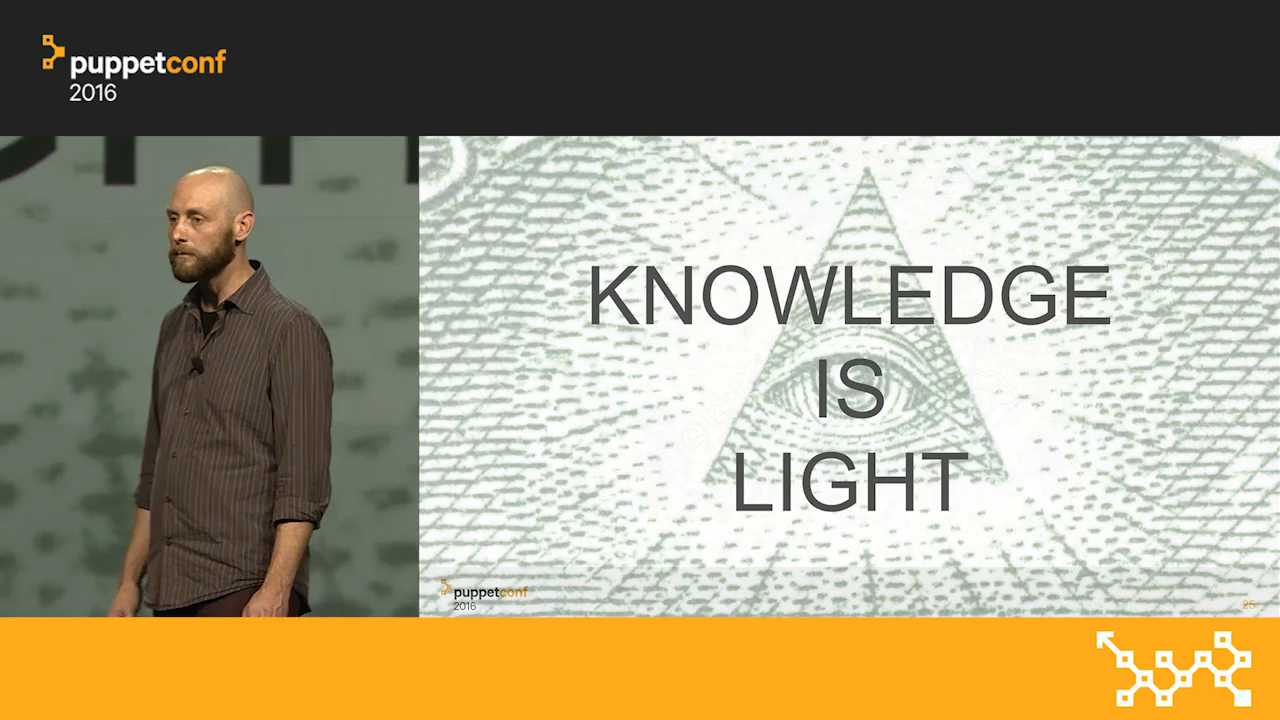 puppetconf
2016
KNOWLEDGE
IS
LIGHT
puppetconf
2016
25